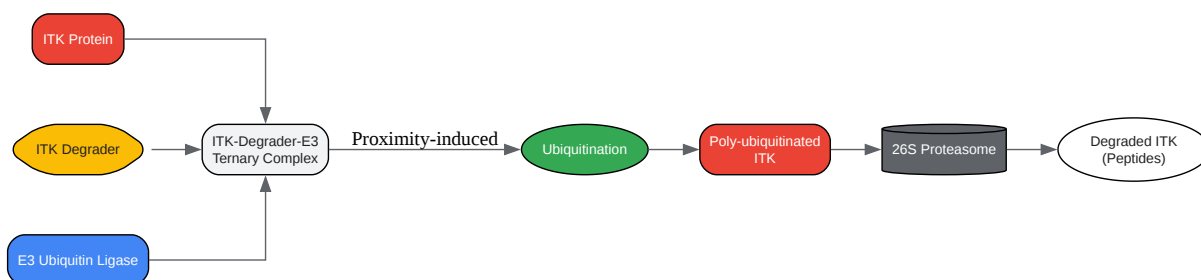 ITK Protein
ITK Degrader
E3 Ubiquitin Ligase
ITK-Degrader-E3
Ternary Complex
Proximity-induced
Ubiquitination
Poly-ubiquitinated
ITK
26S Proteasome
Degraded ITK
(Peptides)